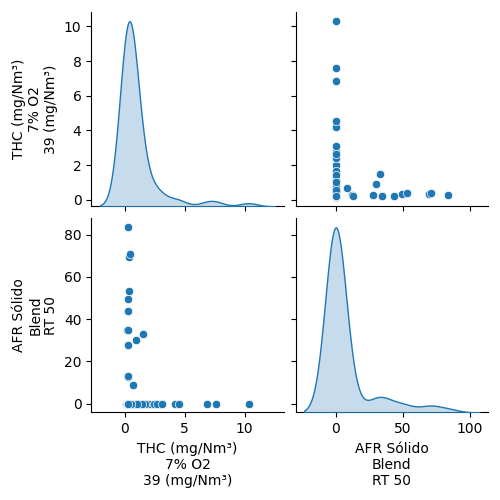 10
8
6
4
2
0
THC (mg/Nm³)
7% O2
39 (mg/Nm³)
80
60
40
20
0
AFR Sólido
Blend
RT 50
0
5
10
THC (mg/Nm³)
7% O2
39 (mg/Nm³)
0
50
100
AFR Sólido
Blend
RT 50